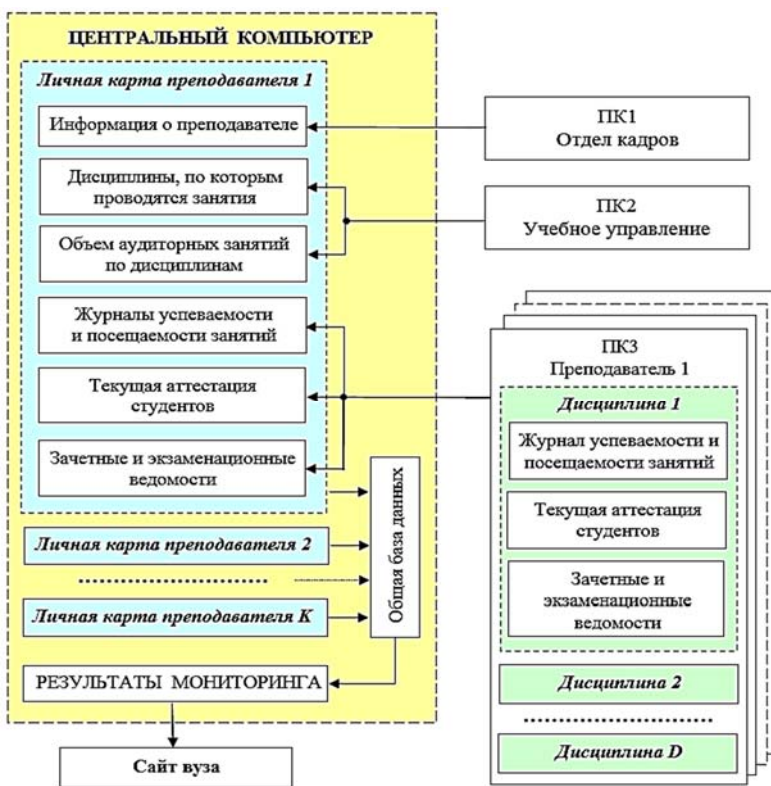 ЦЕНТРАЛЬНЫЙ КОМПЬЮТЕР
Личная карта преподавателя 1
Информация о преподавателе
Дисциплины, по которым
проводятся занятия
Объем аудиторных занятий
по дисциплинам
Журналы успеваемости
и посещаемости занятий
Текущая аттестация
студентов
Зачетные и экзаменационные
ведомости
Личная карта преподавателя 2
Личная карта преподавателя K
Общая база данных
РЕЗУЛЬТАТЫ МОНИТОРИНГА
Сайт вуза
ПК1
Отдел кадров
ПК2
Учебное управление
ПК3
Преподаватель 1
Дисциплина 1
Журнал успеваемости и
посещаемости занятий
Текущая аттестация
студентов
Зачетные и
экзаменационные
ведомости
Дисциплина 2
Дисциплина D